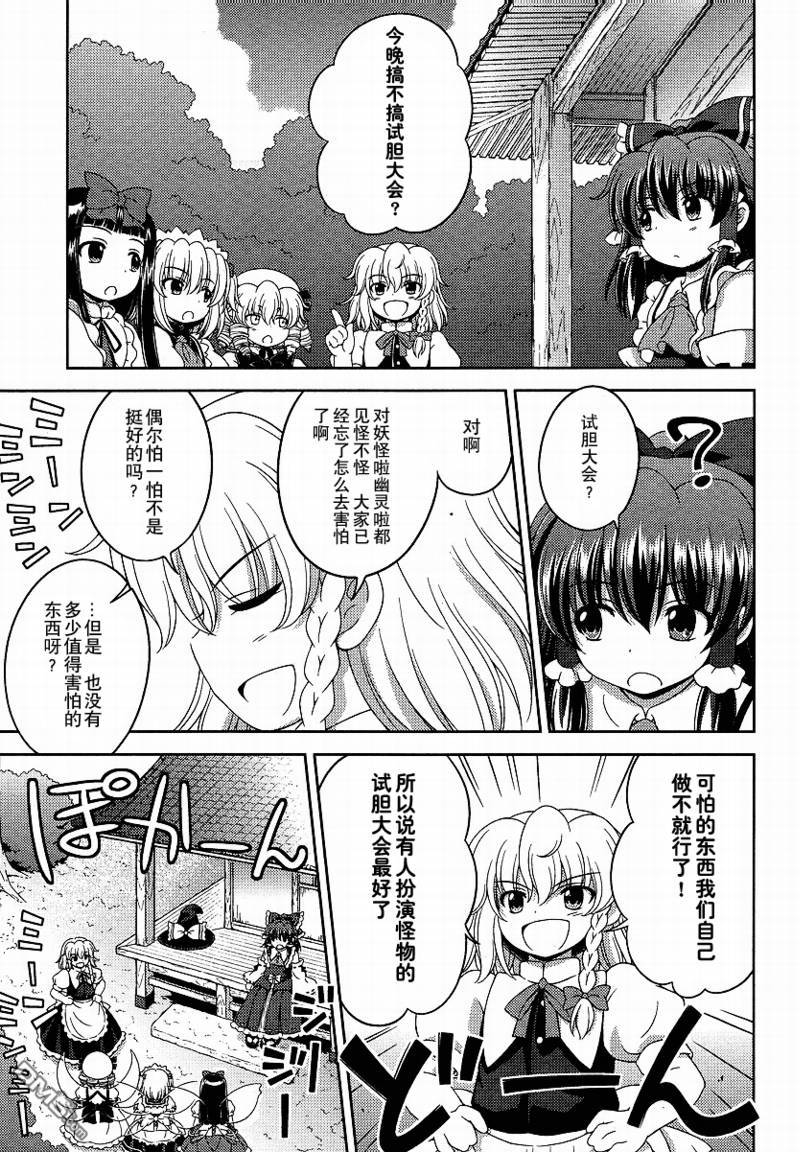 今晚搞
不搞试胆
大会？
？
试胆
大会？
对啊
对妖怪啦幽灵啦都
见怪不怪 大家已
经忘了怎么去害怕
了啊
偶尔怕一怕不是
挺好的吗？
ミーンミーン
…但是 也没有
多少值得害怕的
东西呀？
可怕的东西我们自己
做不就行了！
所以说有人扮演怪物的
试胆大会最好了
どーん
ぽかーん
ミーン
ジジジ